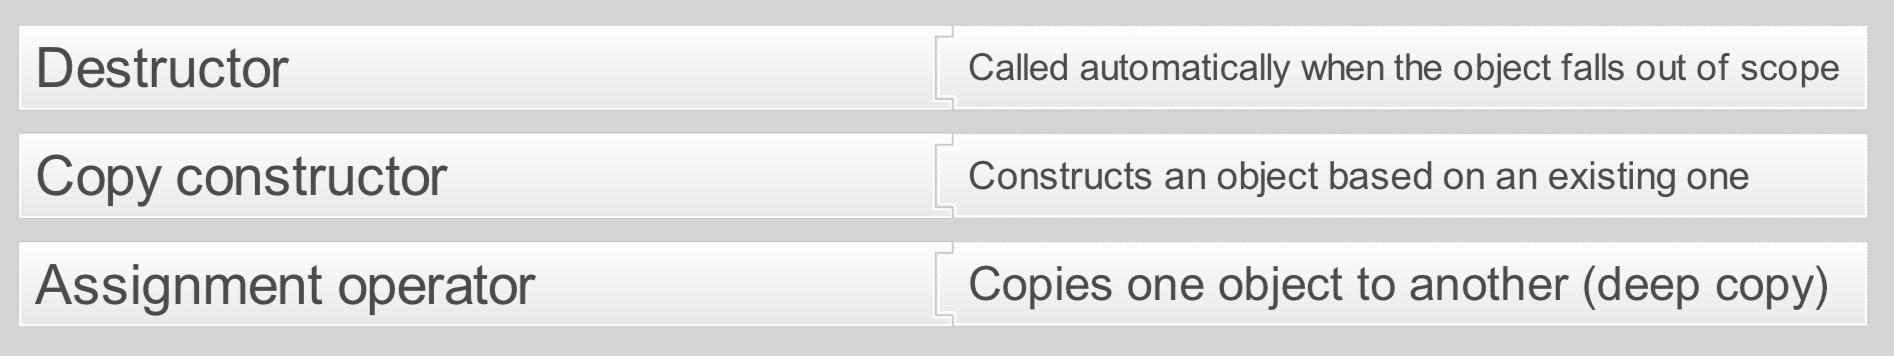 Destructor
Called automatically when the object falls out of scope
Copy constructor
Constructs an object based on an existing one
Assignment operator
Copies one object to another (deep copy)